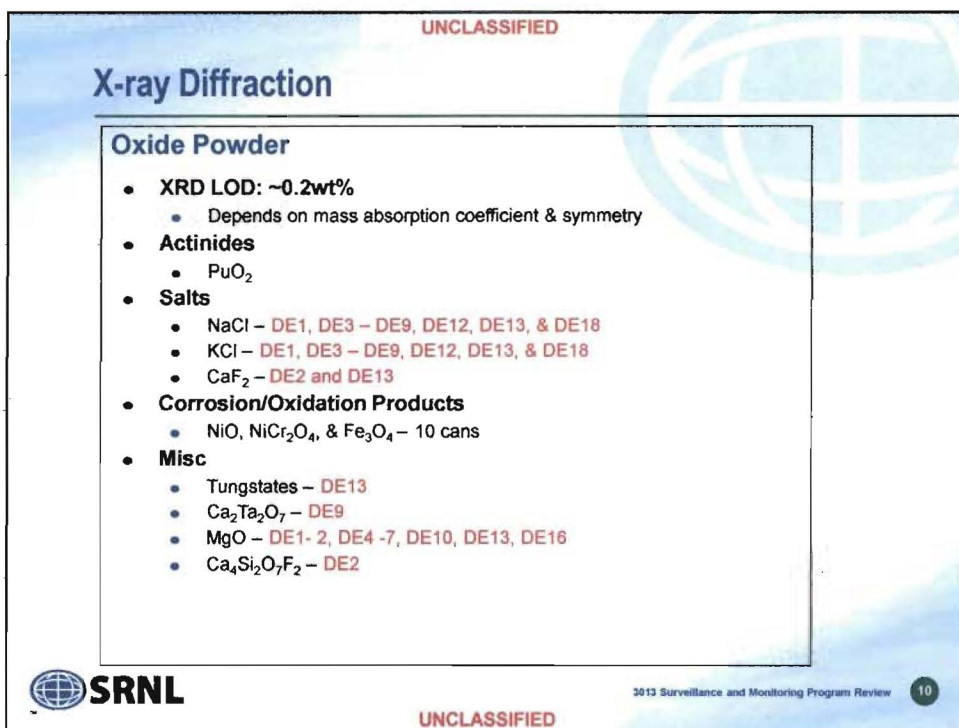 UNCLASSIFIED
X-ray Diffraction
Oxide Powder
• XRD LOD: ~0.2wt%
• Depends on mass absorption coefficient & symmetry
• Actinides
• PuO₂
• Salts
• NaCl – DE1, DE3 – DE9, DE12, DE13, & DE18
• KCl – DE1, DE3 – DE9, DE12, DE13, & DE18
• CaF₂ – DE2 and DE13
• Corrosion/Oxidation Products
• NiO, NiCr₂O₄, & Fe₃O₄ – 10 cans
• Misc
• Tungstates – DE13
• Ca₂Ta₂O₇ – DE9
• MgO – DE1- 2, DE4 -7, DE10, DE13, DE16
• Ca₄Si₂O₇F₂ – DE2
SRNL
3013 Surveillance and Monitoring Program Review 10
UNCLASSIFIED